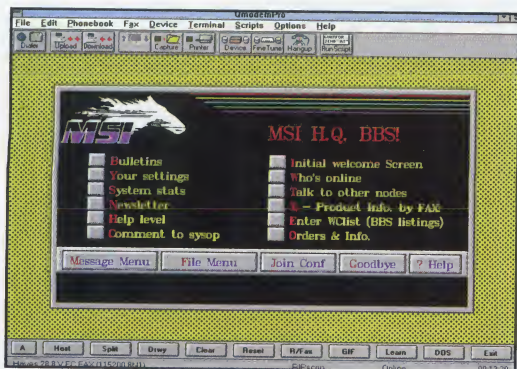 QmodemPro
File Edit Phonebook Fax Device Terminal Scripts Options Help
Dialer Upload Download Capture Printer Device FineTune Hangup RunScript
MSI
MSI H.Q. BBS!
Bulletins
Your settings
System stats
Newsletter
Help level
Comment to sysop
Initial welcome Screen
Who's online
Talk to other nodes
- Product Info. by FAX
Enter WClist (BBS listings)
Orders & Info.
Message Menu File Menu Join Conf Goodbye ? Help
A Host Split Drwy Clear Reset R/Fax GIF Learn DOS Exit
Online